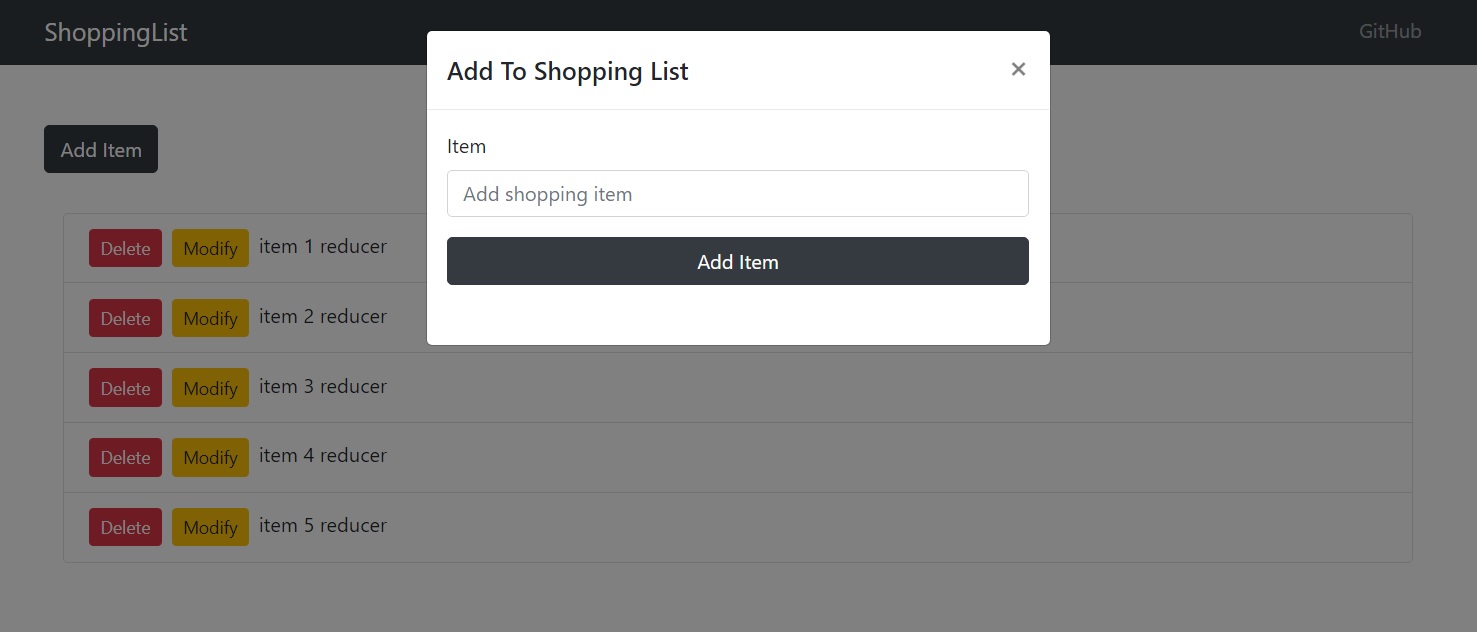 ShoppingList
GitHub
Add To Shopping List ×
Item
Add shopping item
Add Item
Add Item
Delete Modify item 1 reducer
Delete Modify item 2 reducer
Delete Modify item 3 reducer
Delete Modify item 4 reducer
Delete Modify item 5 reducer